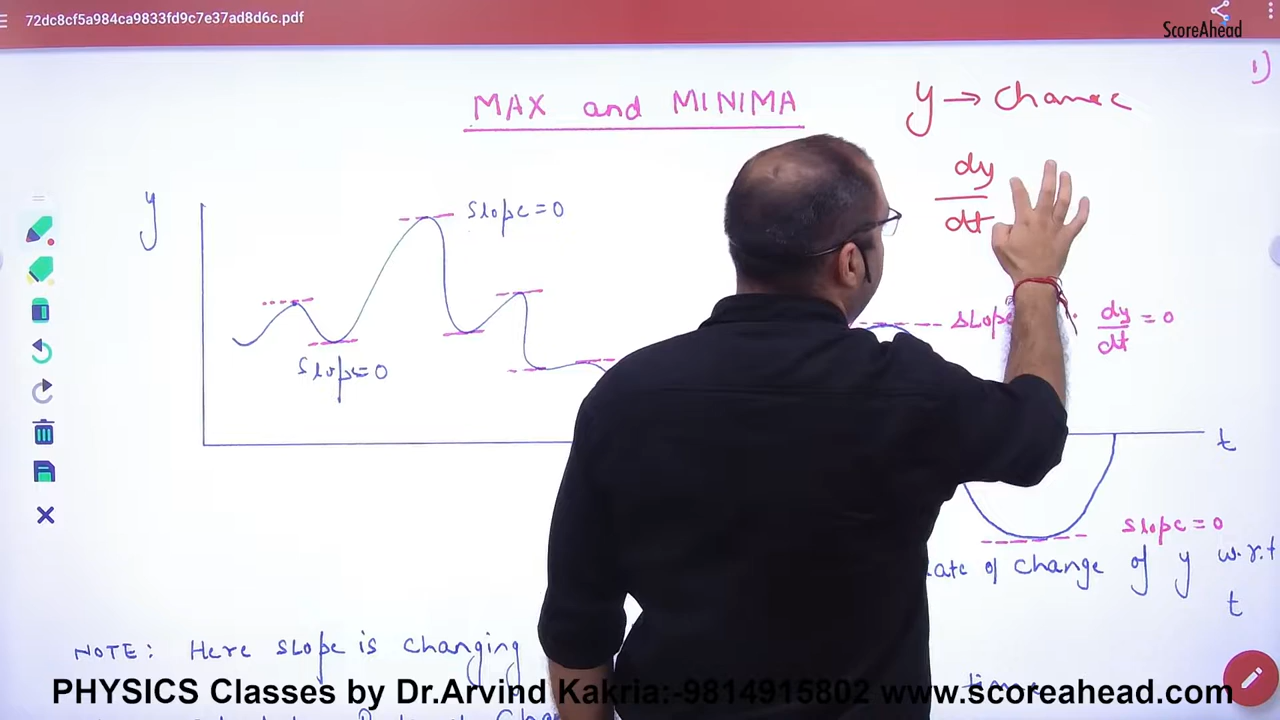 72dc8cf5a984ca9833fd9c7e37ad8d6c.pdf
ScoreAhead
1)
MAX and MINIMA
y → Change
dy
dt
y
slope=0
slope=0
slope
dy/dt = 0
t
slope=0
of change of y w.r.t
t
NOTE: Here slope is changing
time
PHYSICS Classes by Dr.Arvind Kakria:-9814915802 www.scoreahead.com